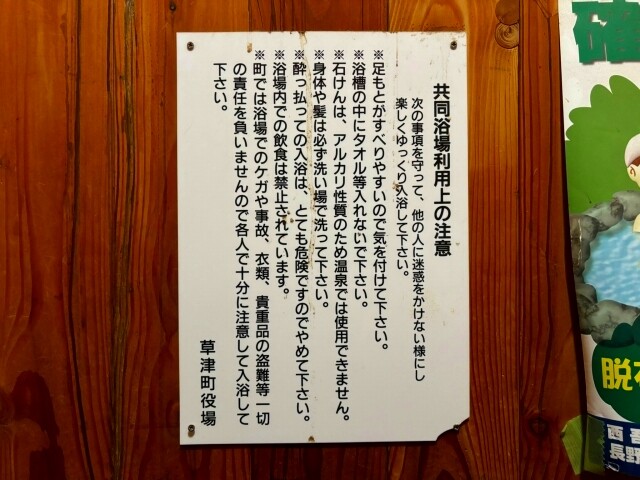 共同浴場利用上の注意
次の事項を守って、他の人に迷惑をかけない様にし
楽しくゆっくり入浴して下さい。
※足もとがすべりやすいので気を付けて下さい。
※浴槽の中にタオル等入れないで下さい。
※石けんは、アルカリ性質のため温泉では使用できません。
※身体や髪は必ず洗い場で洗って下さい。
※酔っ払っての入浴は、とても危険ですのでやめて下さい。
※浴場内での飲食は禁止されています。
※町では浴場でのケガや事故、衣類、貴重品の盗難等一切
の責任を負いませんので各人で十分に注意して入浴して
下さい。
草津町役場
確
脱
西
長野